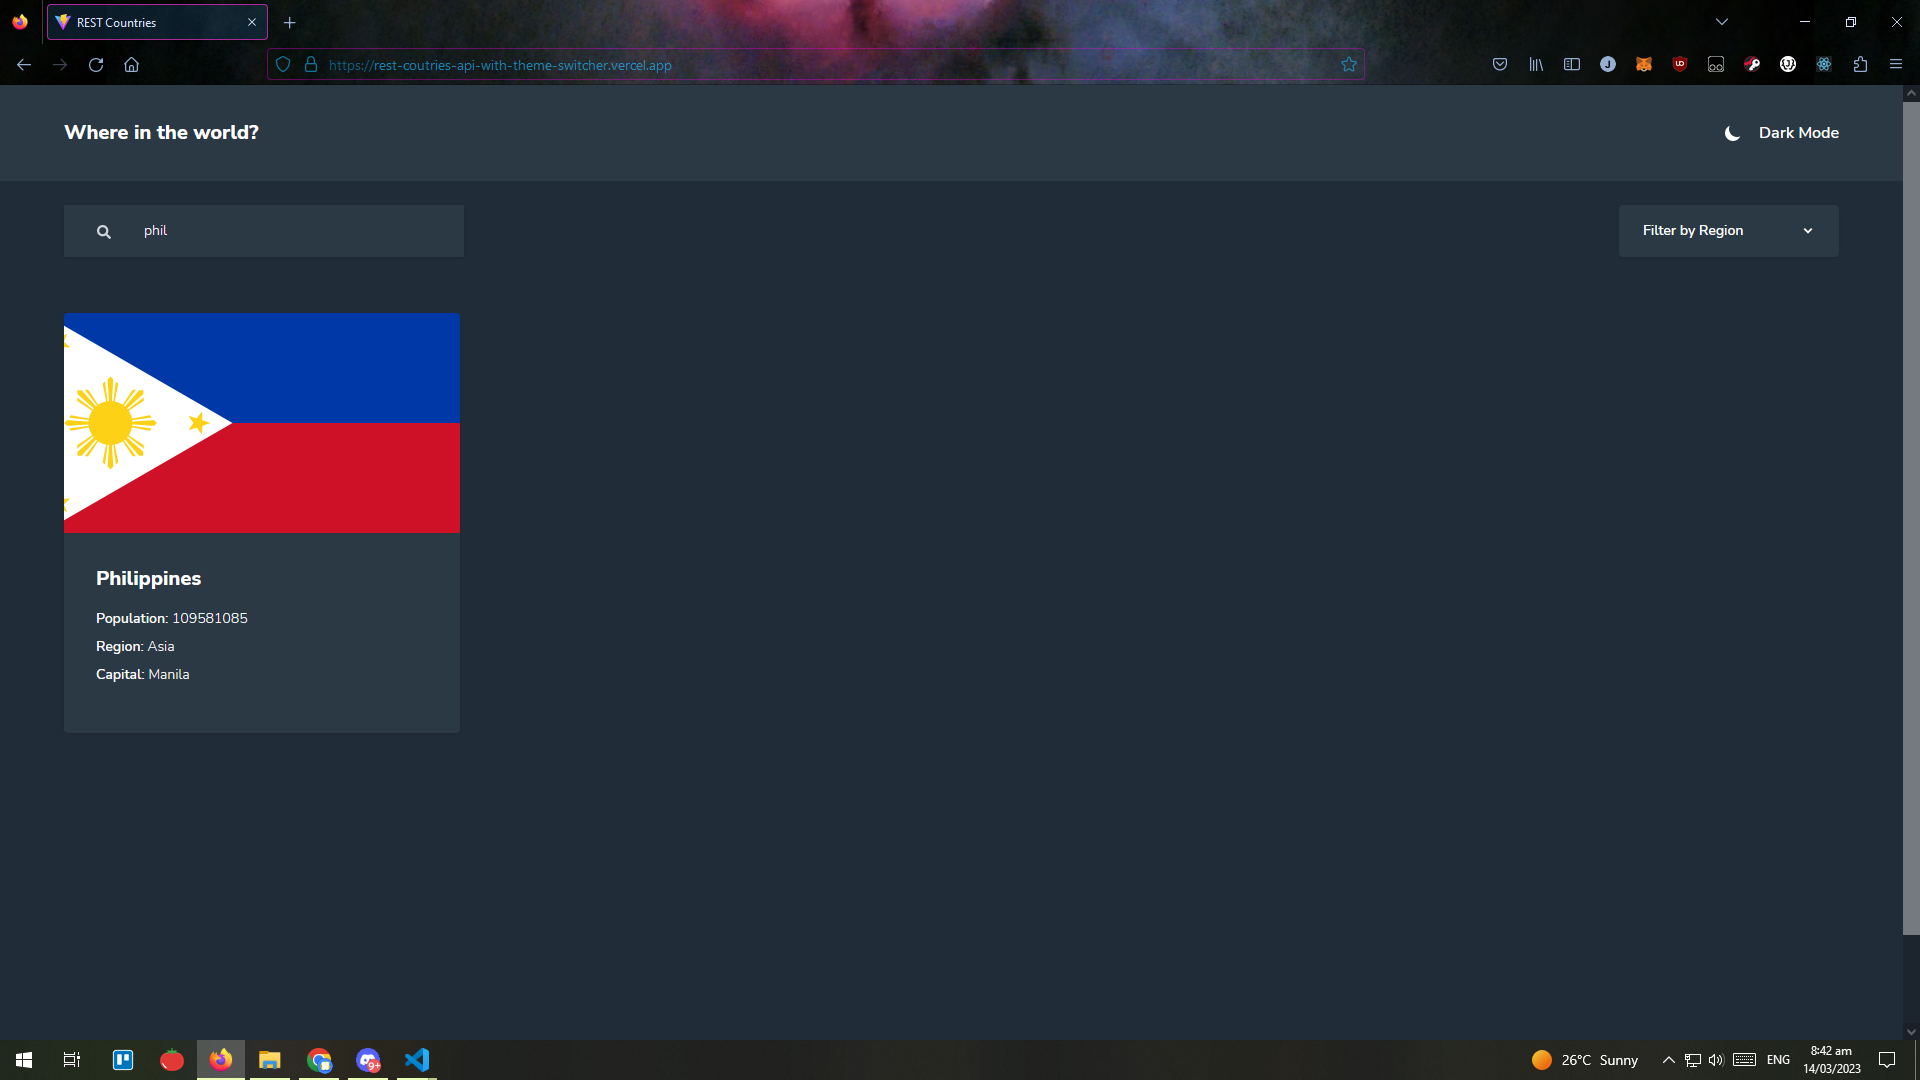 REST Countries
https://rest-coutries-api-with-theme-switcher.vercel.app
J
Where in the world?
Dark Mode
phil
Filter by Region
Philippines
Population: 109581085
Region: Asia
Capital: Manila
9+
26°C Sunny
ENG
8:42 am
14/03/2023